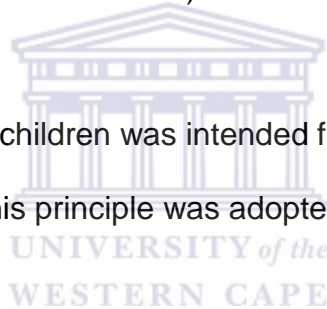 children was intended f
his principle was adopte
UNIVERSITY of the
WESTERN CAPE